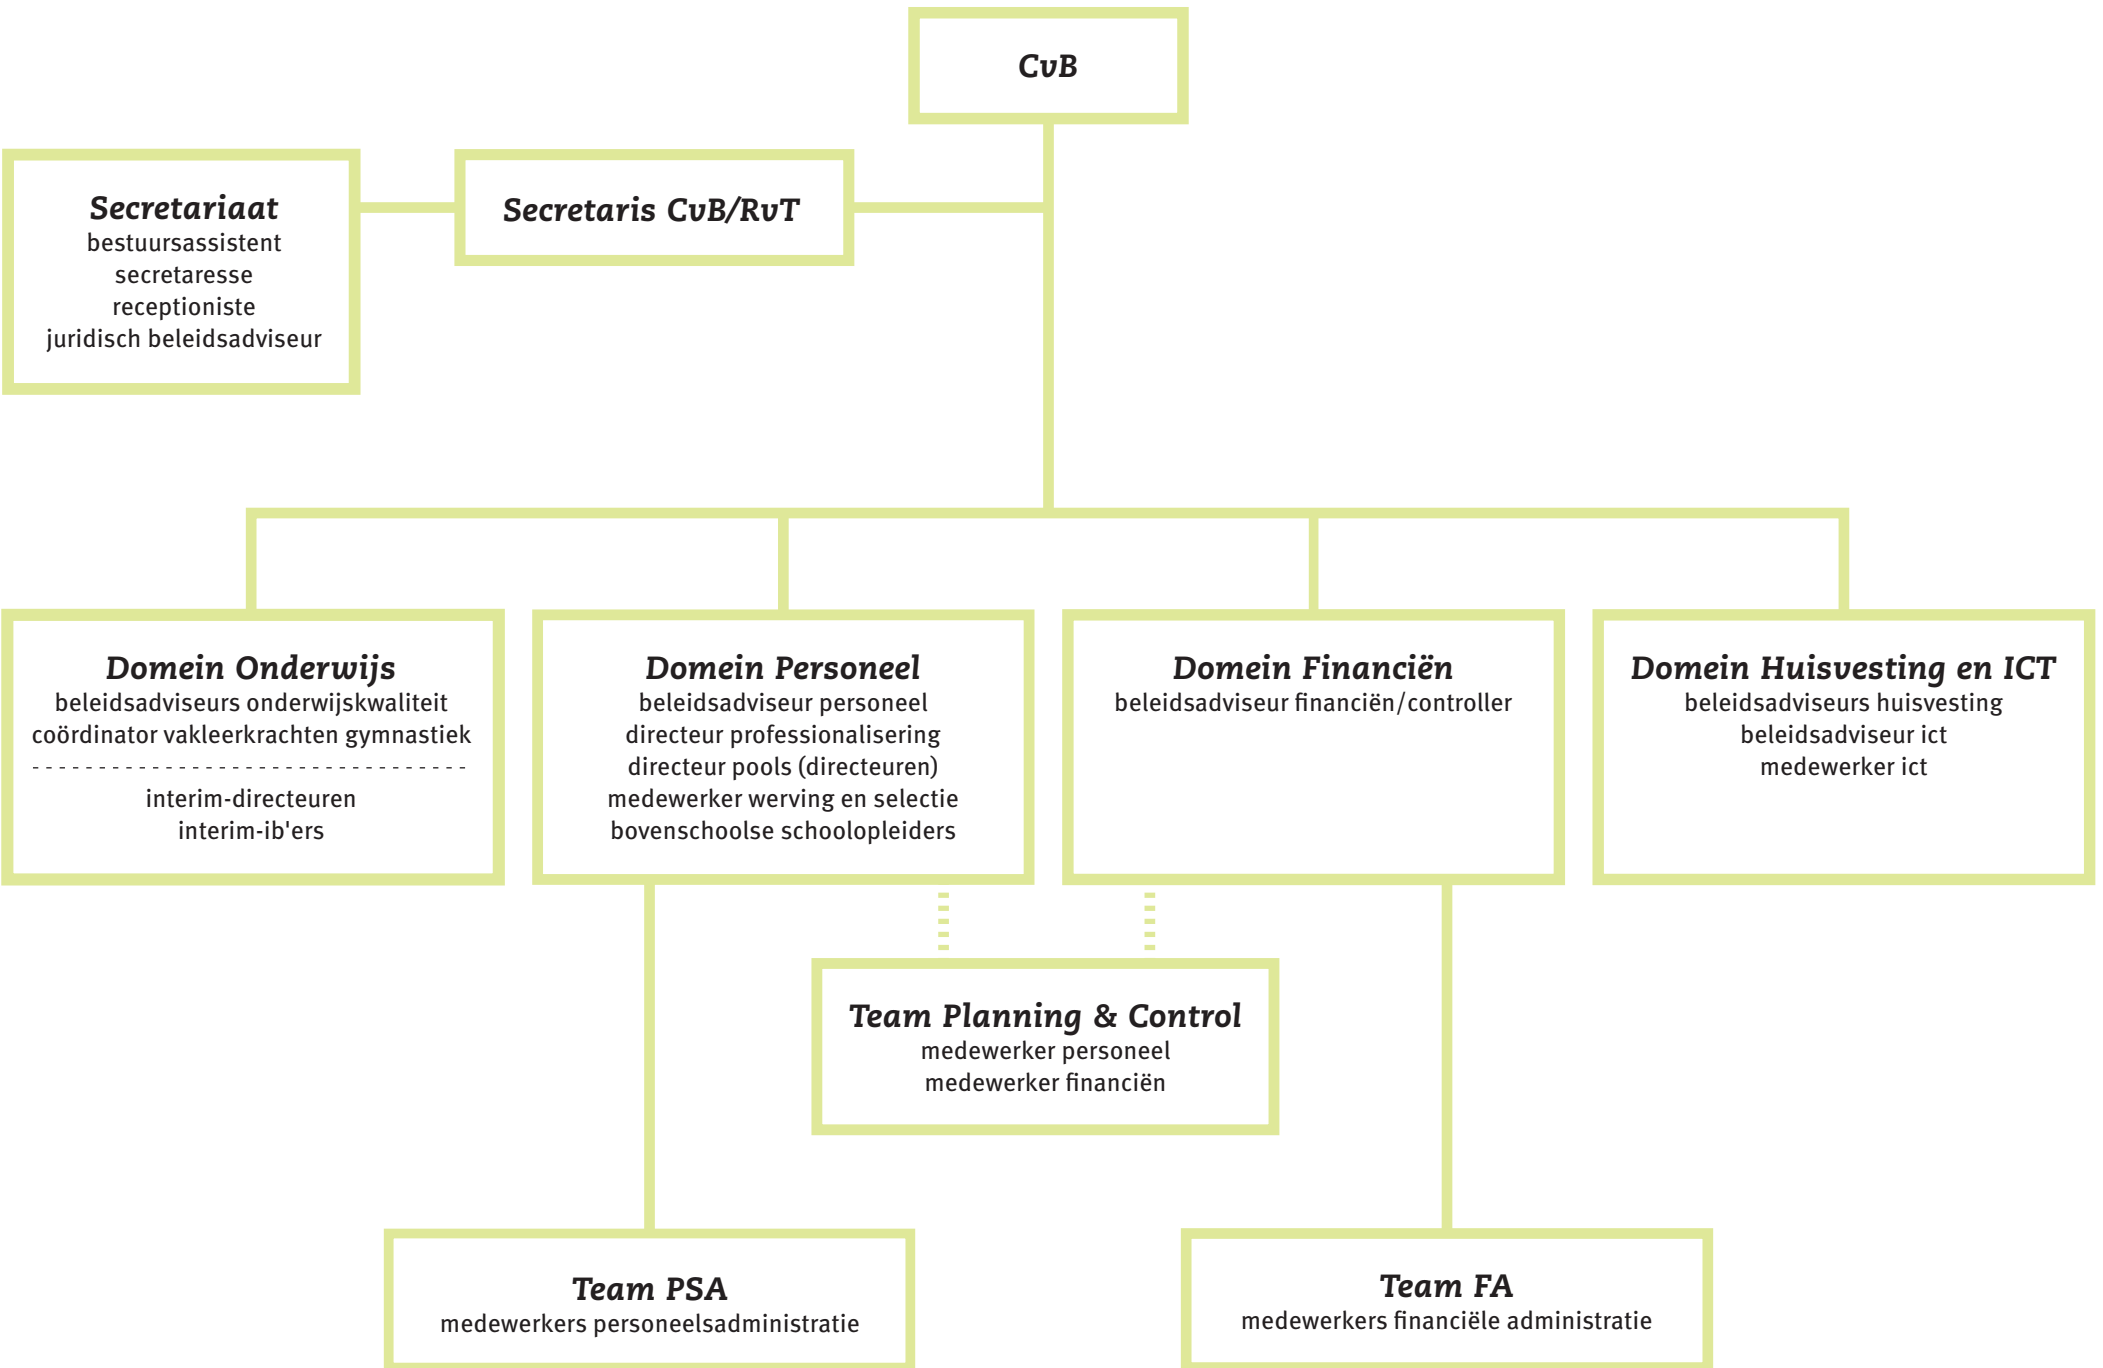 CvB
Secretariaat
bestuursassistent
secretaresse
receptioniste
juridisch beleidsadviseur
Secretaris CvB/RvT
Domein Onderwijs
beleidsadviseurs onderwijskwaliteit
coördinator vakleerkrachten gymnastiek
interim-directeuren
interim-ib'ers
Domein Personeel
beleidsadviseur personeel
directeur professionalisering
directeur pools (directeuren)
medewerker werving en selectie
bovenschoolse schoolopleiders
Domein Financiën
beleidsadviseur financiën/controller
Domein Huisvesting en ICT
beleidsadviseurs huisvesting
beleidsadviseur ict
medewerker ict
Team Planning & Control
medewerker personeel
medewerker financiën
Team PSA
medewerkers personeelsadministratie
Team FA
medewerkers financiële administratie